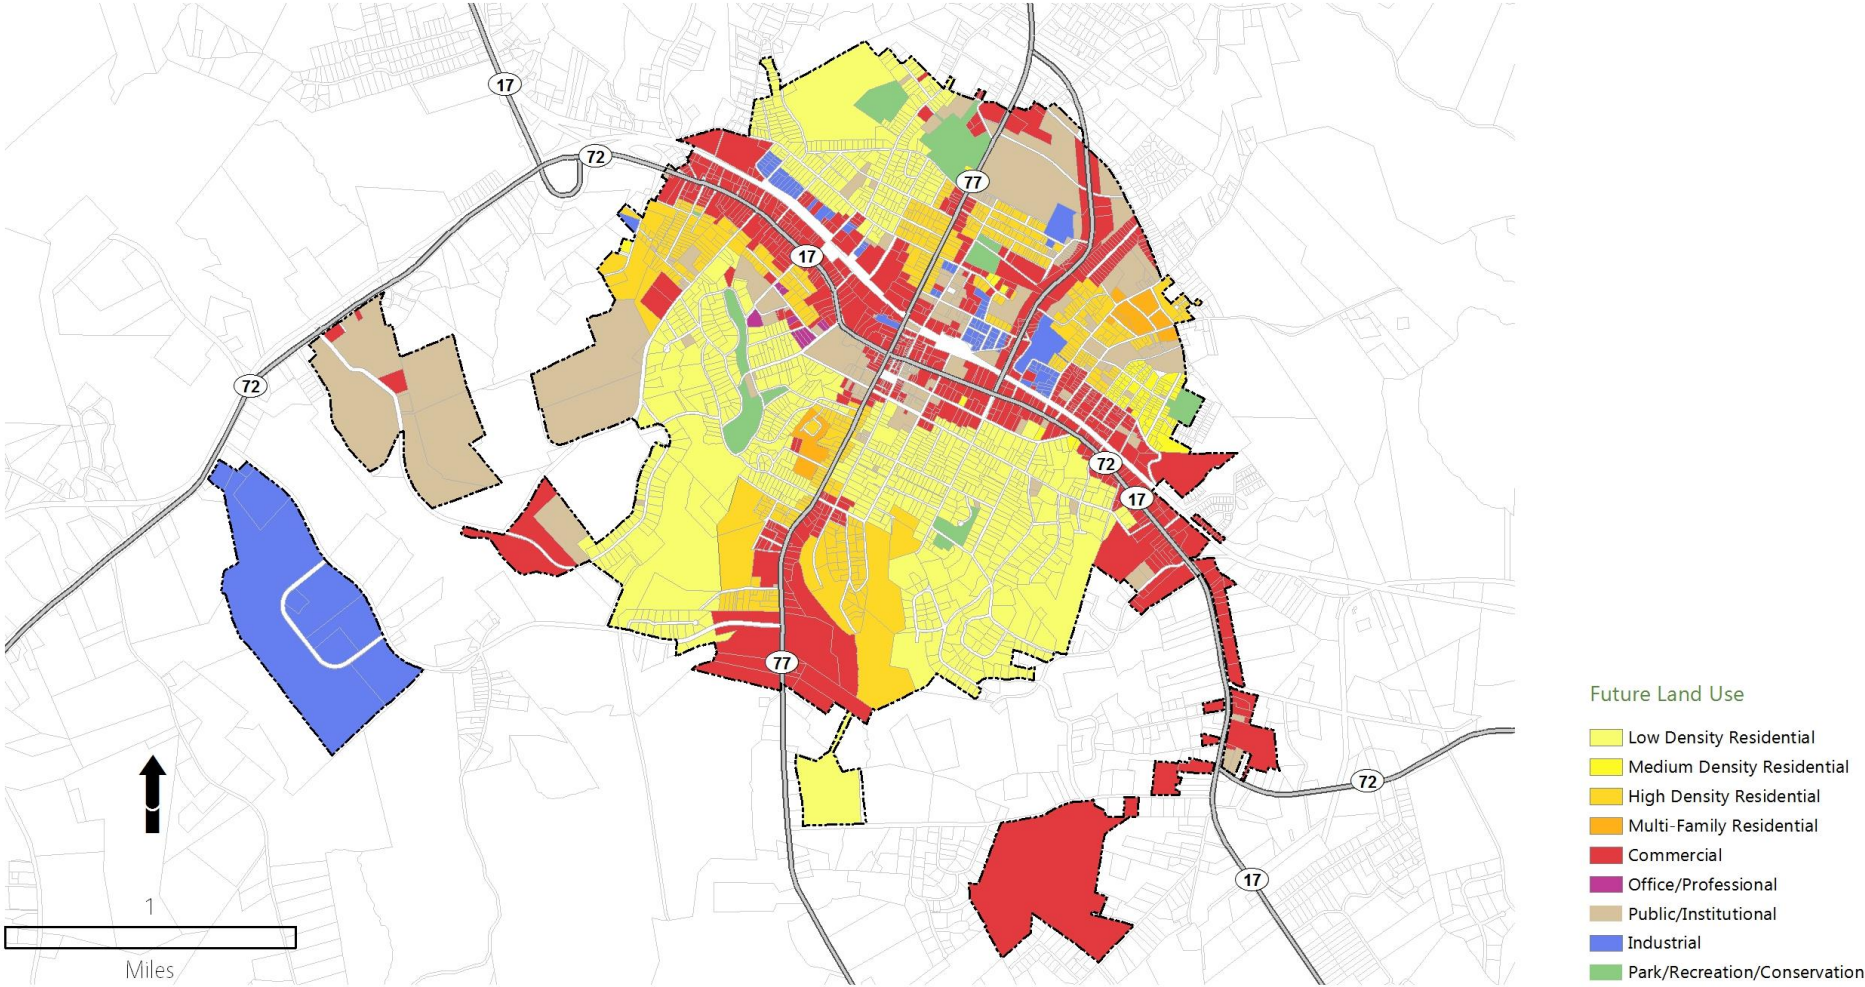 17
72
77
17
72
72
17
77
72
17
1
Miles
Future Land Use
Low Density Residential
Medium Density Residential
High Density Residential
Multi-Family Residential
Commercial
Office/Professional
Public/Institutional
Industrial
Park/Recreation/Conservation